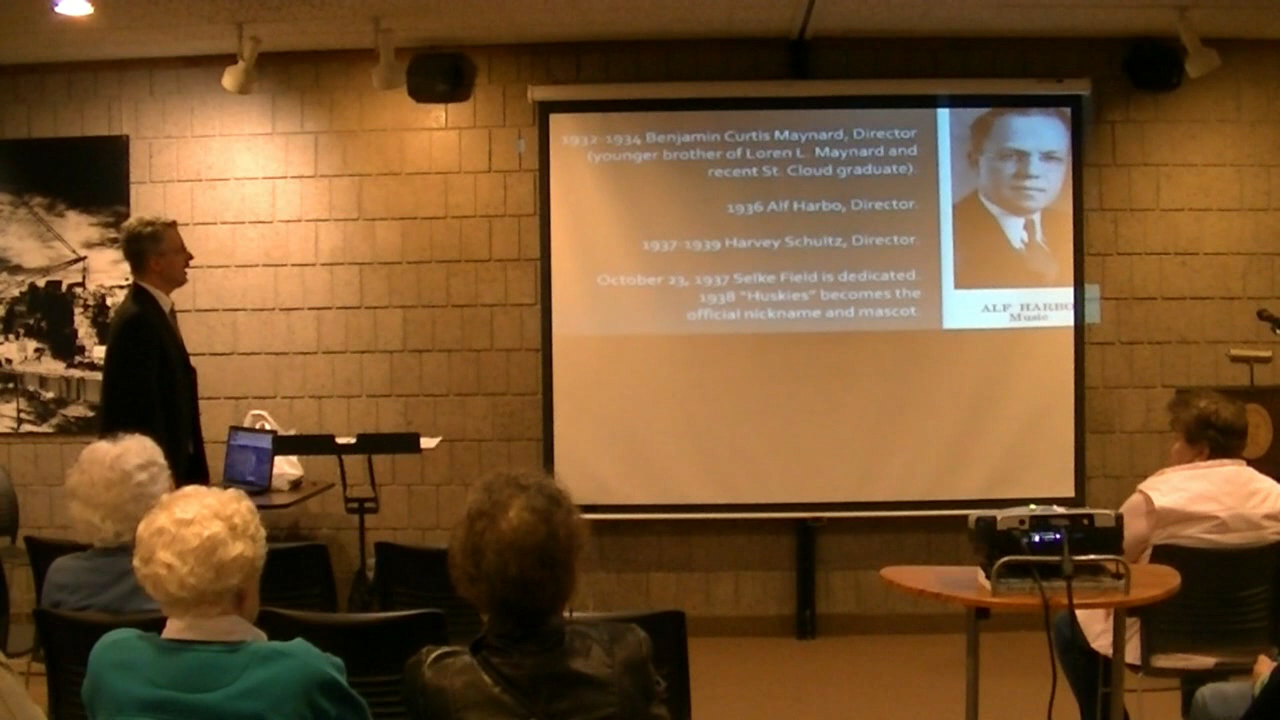 1932-1934 Benjamin Curtis Maynard, Director
(younger brother of Loren L. Maynard and
recent St. Cloud graduate).
1936 Alf Harbo, Director.
1937-1939 Harvey Schultz, Director.
October 23, 1937 Selke Field is dedicated.
1938 "Huskies" becomes the
official nickname and mascot.
ALF HARBO
Music